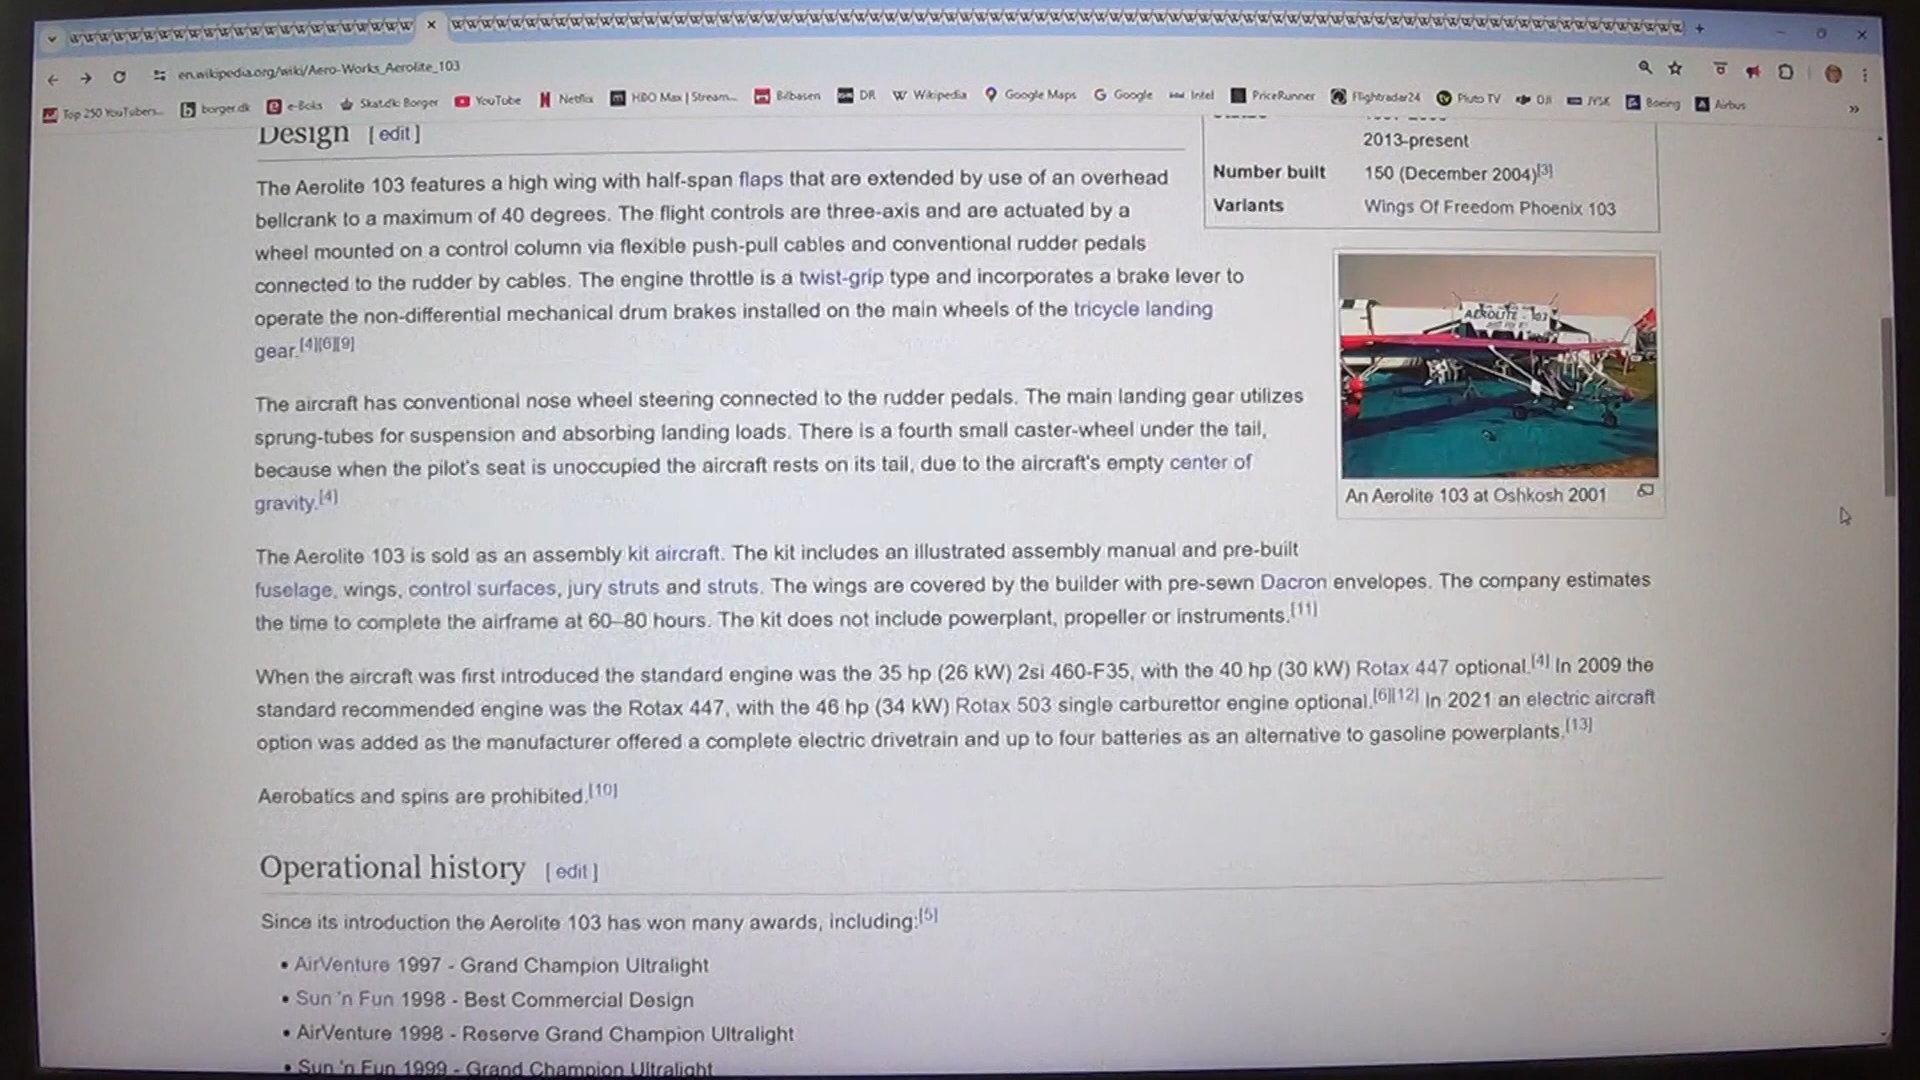 en.wikipedia.org/wiki/Aero-Works_Aerolite_103
Top 250 YouTubers... borger.dk e-Boks Skat.dk: Borger YouTube Netflix HBO Max | Stream... Bilbasen DR Wikipedia Google Maps Google Intel PriceRunner Flightradar24 Pluto TV DJI JYSK Boeing Airbus
Design [ edit ]
The Aerolite 103 features a high wing with half-span flaps that are extended by use of an overhead
bellcrank to a maximum of 40 degrees. The flight controls are three-axis and are actuated by a
wheel mounted on a control column via flexible push-pull cables and conventional rudder pedals
connected to the rudder by cables. The engine throttle is a twist-grip type and incorporates a brake lever to
operate the non-differential mechanical drum brakes installed on the main wheels of the tricycle landing
gear.[4][6][9]
The aircraft has conventional nose wheel steering connected to the rudder pedals. The main landing gear utilizes
sprung-tubes for suspension and absorbing landing loads. There is a fourth small caster-wheel under the tail,
because when the pilot's seat is unoccupied the aircraft rests on its tail, due to the aircraft's empty center of
gravity.[4]
The Aerolite 103 is sold as an assembly kit aircraft. The kit includes an illustrated assembly manual and pre-built
fuselage, wings, control surfaces, jury struts and struts. The wings are covered by the builder with pre-sewn Dacron envelopes. The company estimates
the time to complete the airframe at 60–80 hours. The kit does not include powerplant, propeller or instruments.[11]
When the aircraft was first introduced the standard engine was the 35 hp (26 kW) 2si 460-F35, with the 40 hp (30 kW) Rotax 447 optional.[4] In 2009 the
standard recommended engine was the Rotax 447, with the 46 hp (34 kW) Rotax 503 single carburettor engine optional.[6][12] In 2021 an electric aircraft
option was added as the manufacturer offered a complete electric drivetrain and up to four batteries as an alternative to gasoline powerplants.[13]
Aerobatics and spins are prohibited.[10]
Operational history [ edit ]
Since its introduction the Aerolite 103 has won many awards, including:[5]
• AirVenture 1997 - Grand Champion Ultralight
• Sun 'n Fun 1998 - Best Commercial Design
• AirVenture 1998 - Reserve Grand Champion Ultralight
• Sun 'n Fun 1999 - Grand Champion Ultralight
2013-present
Number built 150 (December 2004)[3]
Variants Wings Of Freedom Phoenix 103
AEROLITE - 103
An Aerolite 103 at Oshkosh 2001